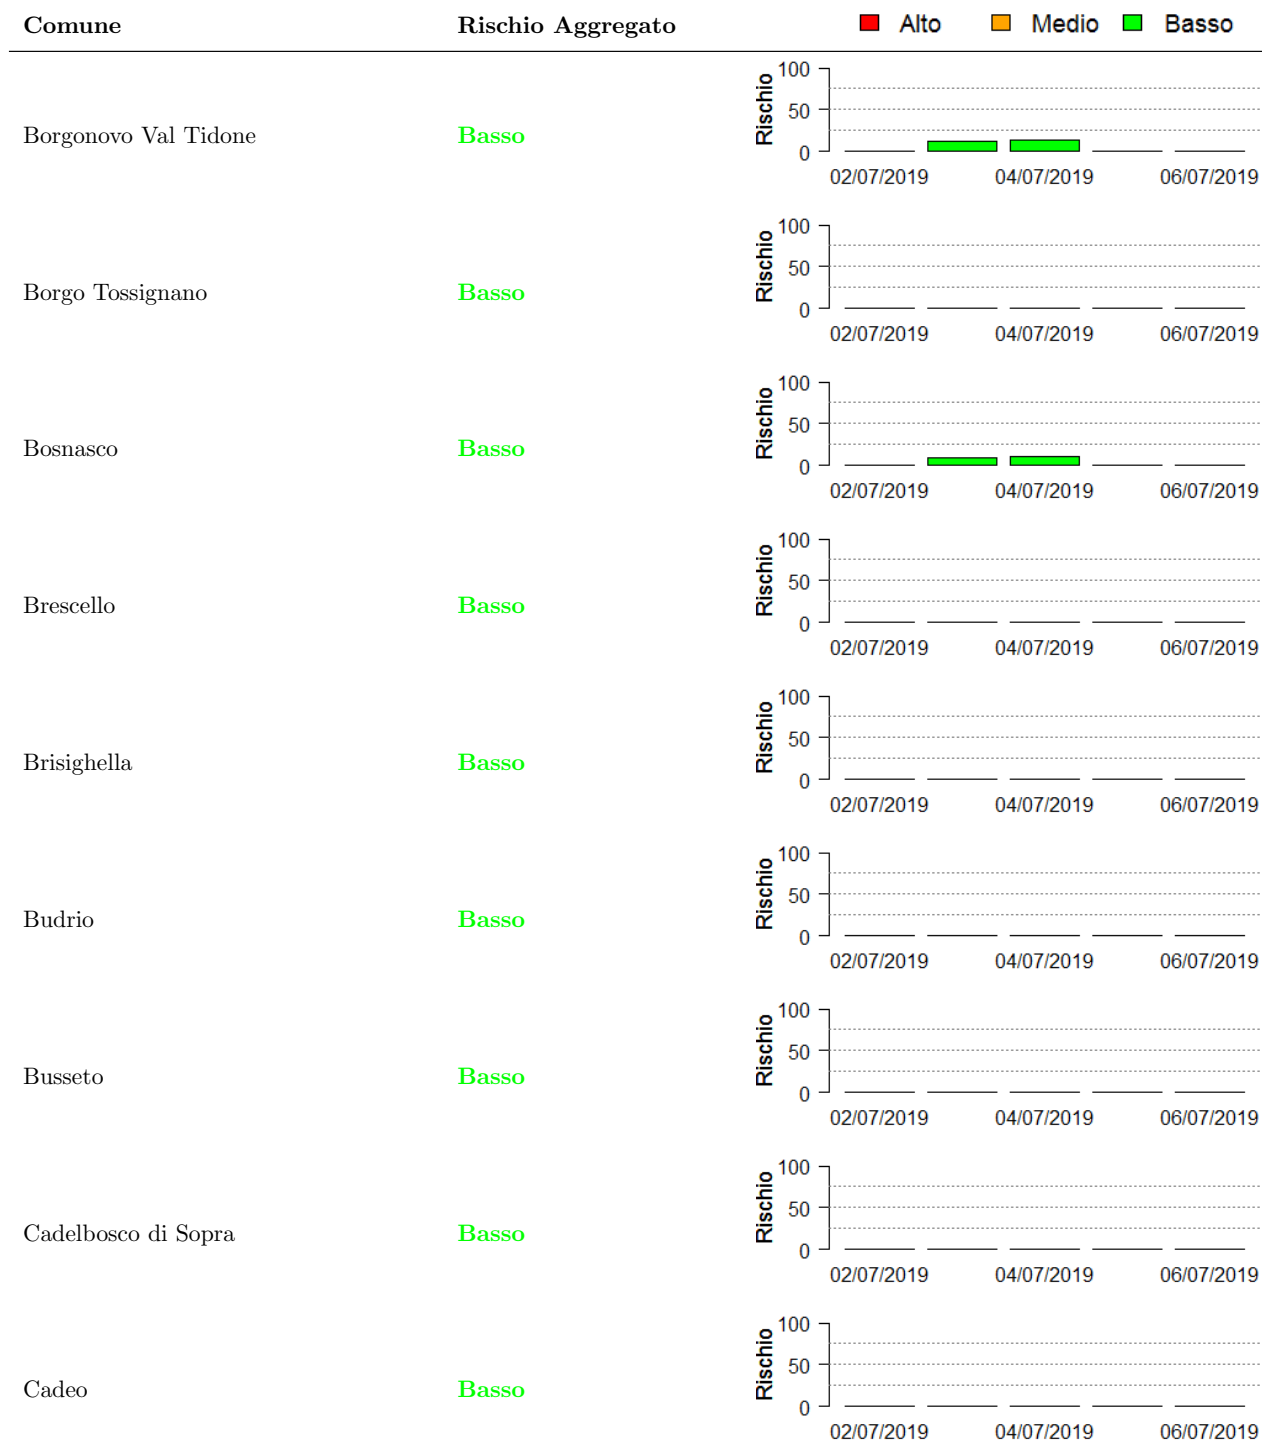 Comune Rischio Aggregato Alto Medio Basso
Borgonovo Val Tidone Basso Rischio 100 50 0
02/07/2019 04/07/2019 06/07/2019
Borgo Tossignano Basso Rischio 100 50 0
02/07/2019 04/07/2019 06/07/2019
Bosnasco Basso Rischio 100 50 0
02/07/2019 04/07/2019 06/07/2019
Brescello Basso Rischio 100 50 0
02/07/2019 04/07/2019 06/07/2019
Brisighella Basso Rischio 100 50 0
02/07/2019 04/07/2019 06/07/2019
Budrio Basso Rischio 100 50 0
02/07/2019 04/07/2019 06/07/2019
Busseto Basso Rischio 100 50 0
02/07/2019 04/07/2019 06/07/2019
Cadelbosco di Sopra Basso Rischio 100 50 0
02/07/2019 04/07/2019 06/07/2019
Cadeo Basso Rischio 100 50 0
02/07/2019 04/07/2019 06/07/2019